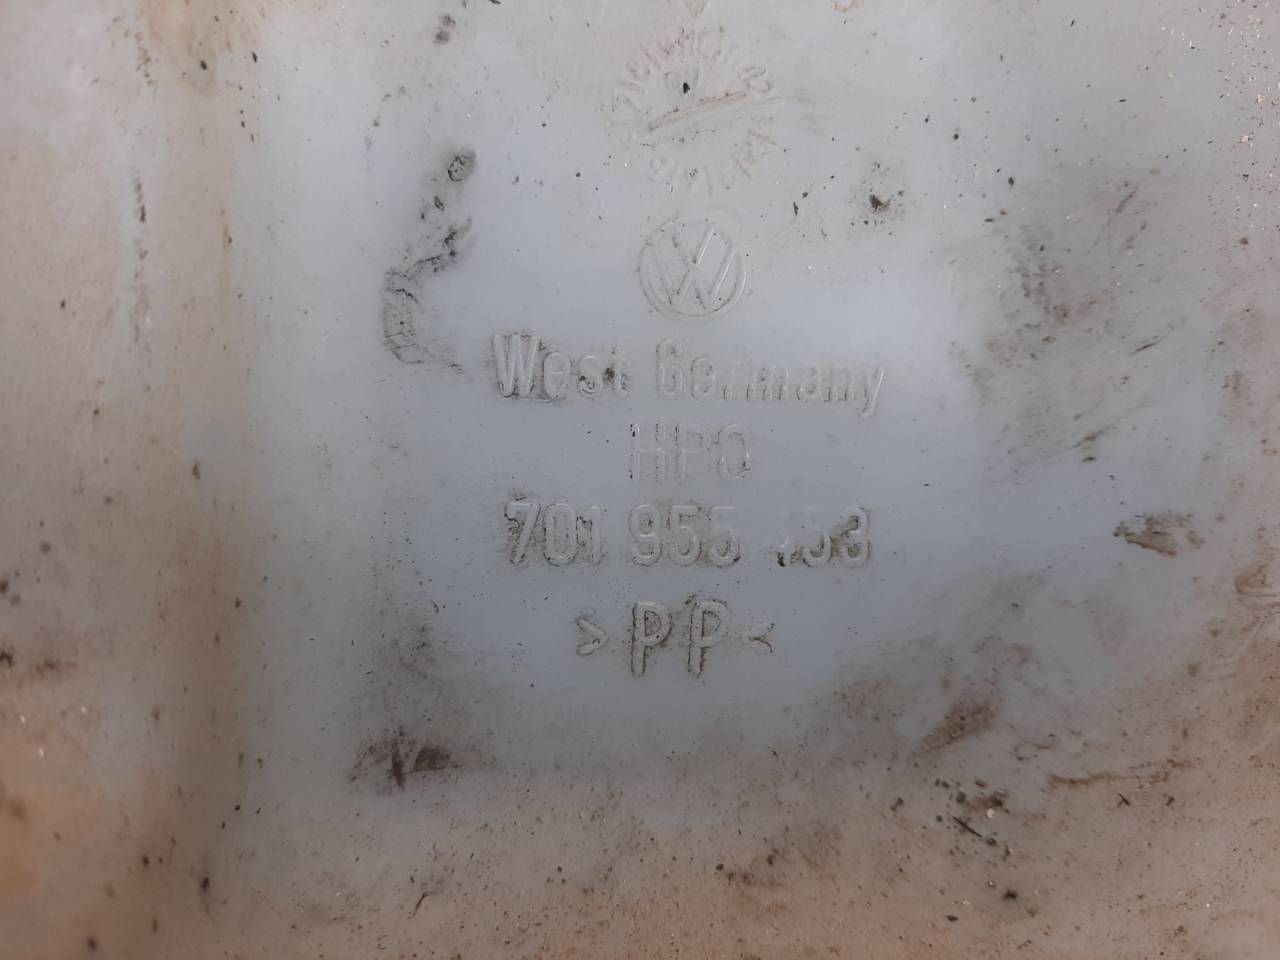 West Germany
HPO
701 955 453
>PP<